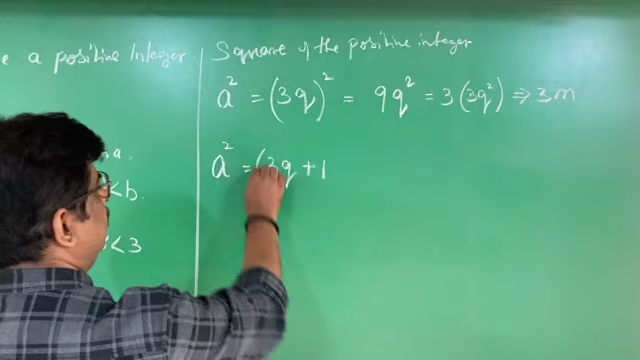 e a positive Integer
a.
< b.
< 3
Square of the positive integer
a² = (3q)² = 9q² = 3(3q²) ⇒ 3m
a² = (3q + 1